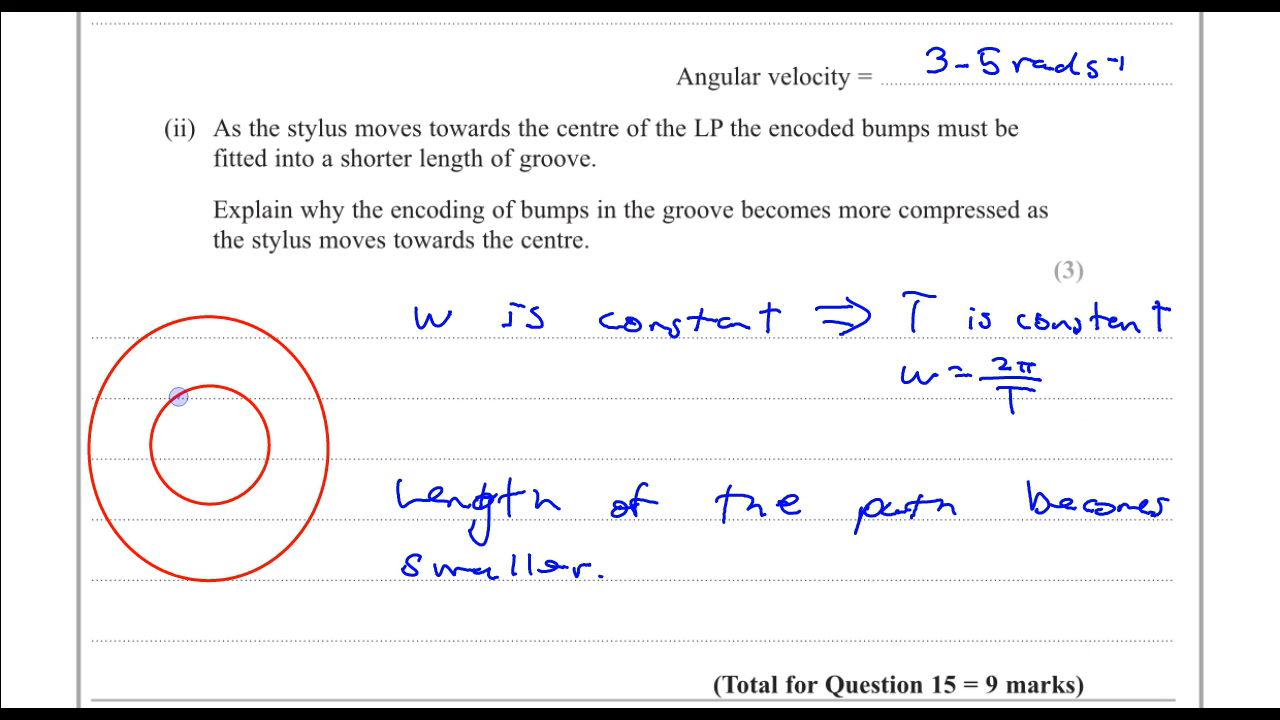 Angular velocity = 3-5 rads⁻¹
(ii) As the stylus moves towards the centre of the LP the encoded bumps must be
fitted into a shorter length of groove.
Explain why the encoding of bumps in the groove becomes more compressed as
the stylus moves towards the centre.
(3)
w is constant ⇒ T is constant
w = 2π/T
Length of the path becomes
smaller.
(Total for Question 15 = 9 marks)